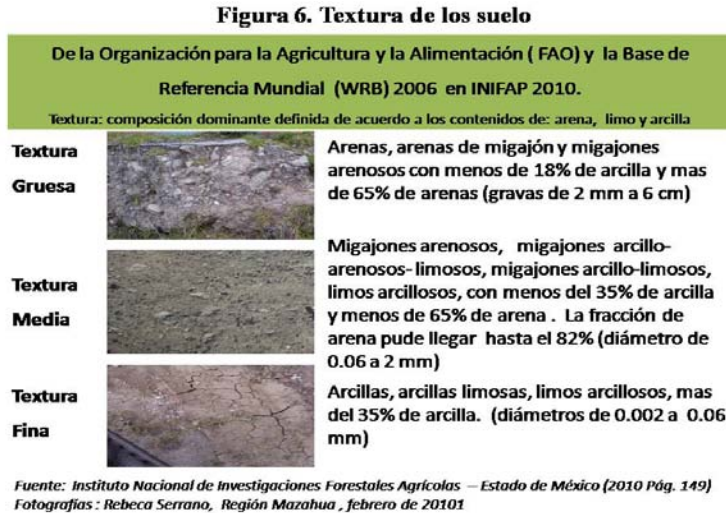 Figura 6. Textura de los suelo
De la Organización para la Agricultura y la Alimentación ( FAO) y la Base de
Referencia Mundial (WRB) 2006 en INIFAP 2010.
Textura: composición dominante definida de acuerdo a los contenidos de: arena, limo y arcilla
Textura
Gruesa
Arenas, arenas de migajón y migajones
arenosos con menos de 18% de arcilla y mas
de 65% de arenas (gravas de 2 mm a 6 cm)
Textura
Media
Migajones arenosos, migajones arcillo-
arenosos- limosos, migajones arcillo-limosos,
limos arcillosos, con menos del 35% de arcilla
y menos de 65% de arena . La fracción de
arena pude llegar hasta el 82% (diámetro de
0.06 a 2 mm)
Textura
Fina
Arcillas, arcillas limosas, limos arcillosos, mas
del 35% de arcilla. (diámetros de 0.002 a 0.06
mm)
Fuente: Instituto Nacional de Investigaciones Forestales Agrícolas – Estado de México (2010 Pág. 149)
Fotografías : Rebeca Serrano, Región Mazahua , febrero de 20101